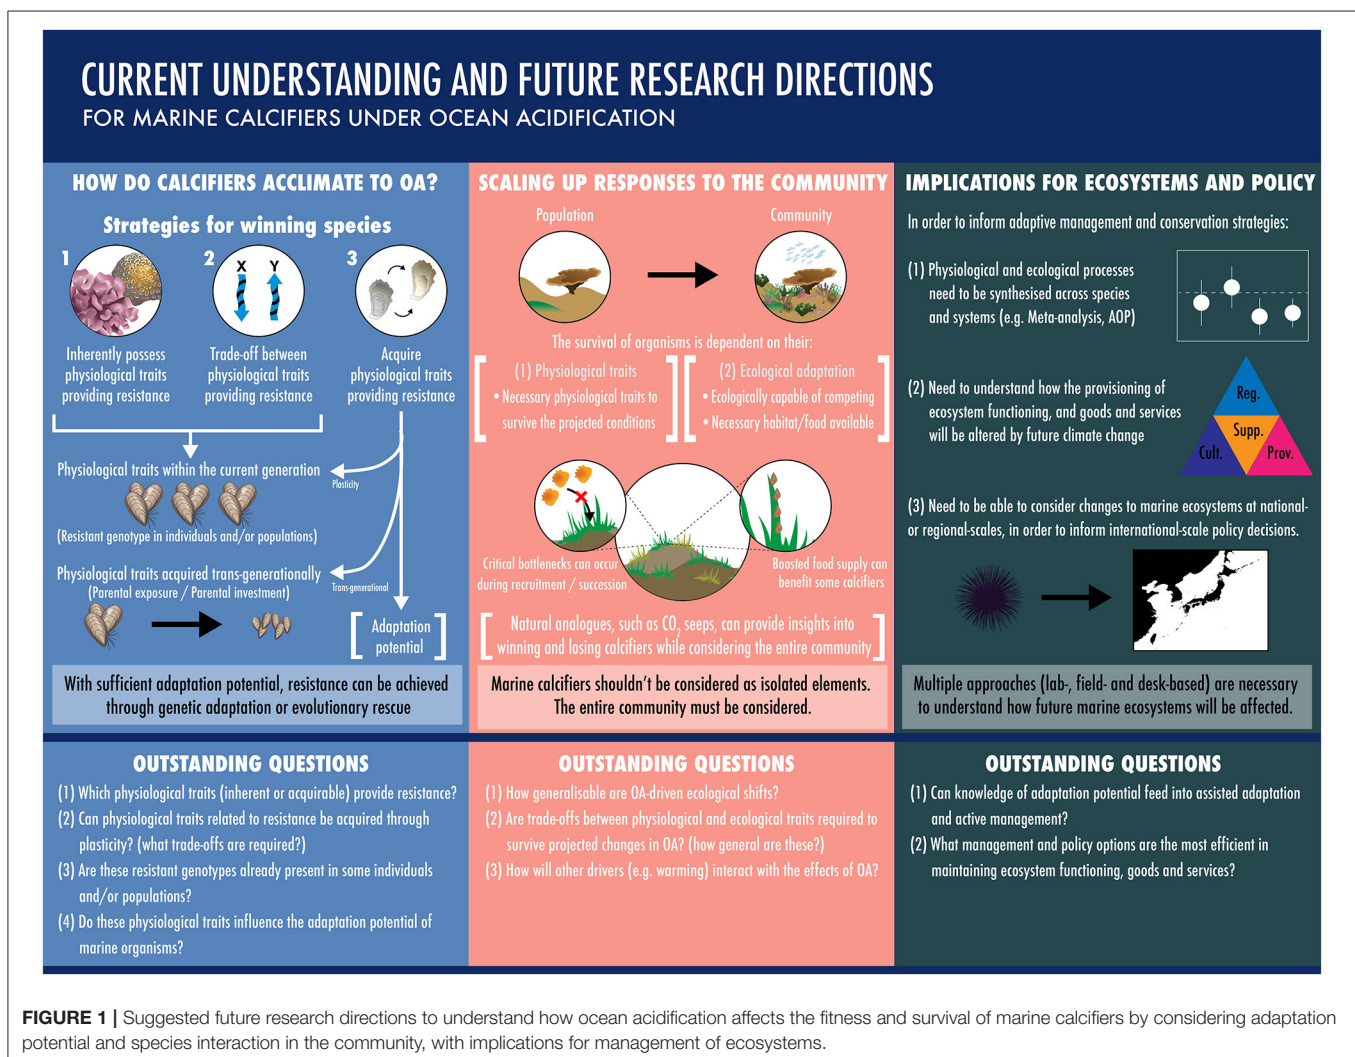 CURRENT UNDERSTANDING AND FUTURE RESEARCH DIRECTIONS
FOR MARINE CALCIFIERS UNDER OCEAN ACIDIFICATION
HOW DO CALCIFIERS ACCLIMATE TO OA?
Strategies for winning species
1
2
3
X
Y
Inherently possess
physiological traits
providing resistance
Trade-off between
physiological traits
providing resistance
Acquire
physiological traits
providing resistance
Physiological traits within the current generation
Plasticity
(Resistant genotype in individuals and/or populations)
Physiological traits acquired trans-generationally
(Parental exposure / Parental investment)
Trans-generational
Adaptation
potential
With sufficient adaptation potential, resistance can be achieved
through genetic adaptation or evolutionary rescue
SCALING UP RESPONSES TO THE COMMUNITY
Population
Community
The survival of organisms is dependent on their:
(1) Physiological traits
• Necessary physiological traits to
survive the projected conditions
(2) Ecological adaptation
• Ecologically capable of competing
• Necessary habitat/food available
Critical bottlenecks can occur
during recruitment / succession
Boosted food supply can
benefit some calcifiers
Natural analogues, such as CO₂ seeps, can provide insights into
winning and losing calcifiers while considering the entire community
Marine calcifiers shouldn't be considered as isolated elements.
The entire community must be considered.
IMPLICATIONS FOR ECOSYSTEMS AND POLICY
In order to inform adaptive management and conservation strategies:
(1) Physiological and ecological processes
need to be synthesised across species
and systems (e.g. Meta-analysis, AOP)
(2) Need to understand how the provisioning of
ecosystem functioning, and goods and services
will be altered by future climate change
Reg.
Supp.
Cult.
Prov.
(3) Need to be able to consider changes to marine ecosystems at national-
or regional-scales, in order to inform international-scale policy decisions.
Multiple approaches (lab-, field- and desk-based) are necessary
to understand how future marine ecosystems will be affected.
OUTSTANDING QUESTIONS
(1) Which physiological traits (inherent or acquirable) provide resistance?
(2) Can physiological traits related to resistance be acquired through
plasticity? (what trade-offs are required?)
(3) Are these resistant genotypes already present in some individuals
and/or populations?
(4) Do these physiological traits influence the adaptation potential of
marine organisms?
OUTSTANDING QUESTIONS
(1) How generalisable are OA-driven ecological shifts?
(2) Are trade-offs between physiological and ecological traits required to
survive projected changes in OA? (how general are these?)
(3) How will other drivers (e.g. warming) interact with the effects of OA?
OUTSTANDING QUESTIONS
(1) Can knowledge of adaptation potential feed into assisted adaptation
and active management?
(2) What management and policy options are the most efficient in
maintaining ecosystem functioning, goods and services?
FIGURE 1 | Suggested future research directions to understand how ocean acidification affects the fitness and survival of marine calcifiers by considering adaptation
potential and species interaction in the community, with implications for management of ecosystems.